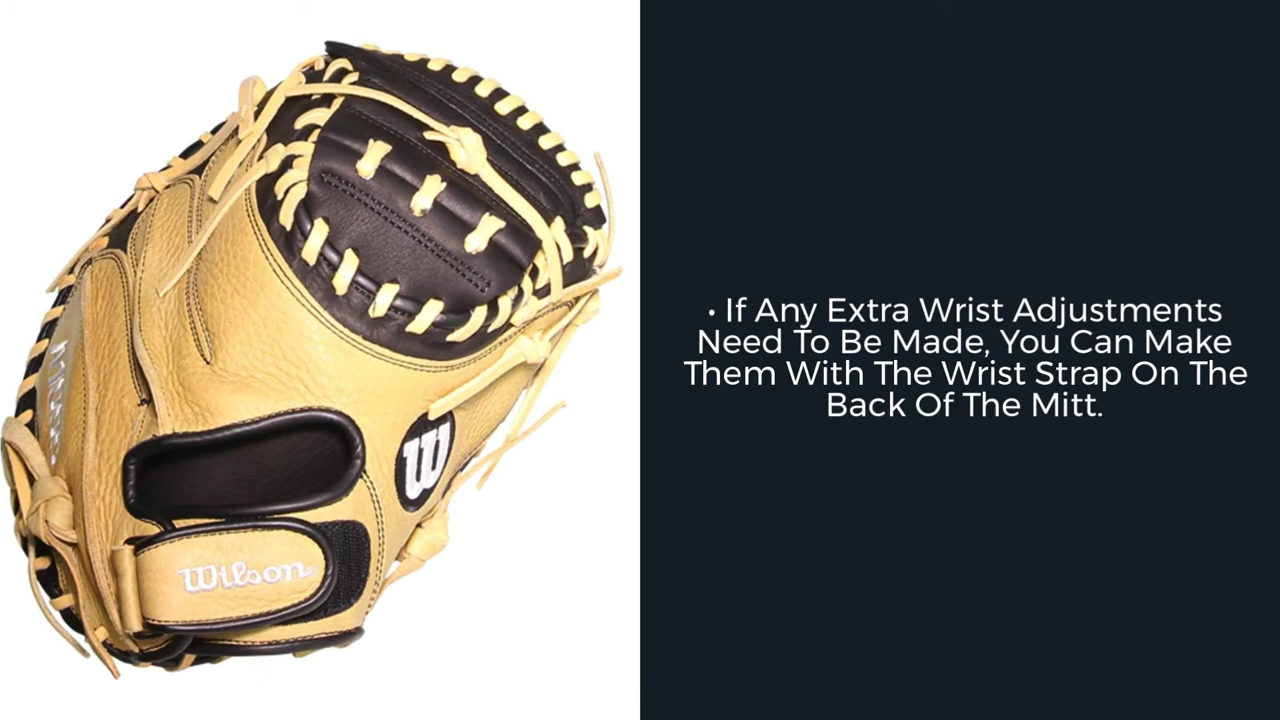 W
Wilson
• If Any Extra Wrist Adjustments
Need To Be Made, You Can Make
Them With The Wrist Strap On The
Back Of The Mitt.